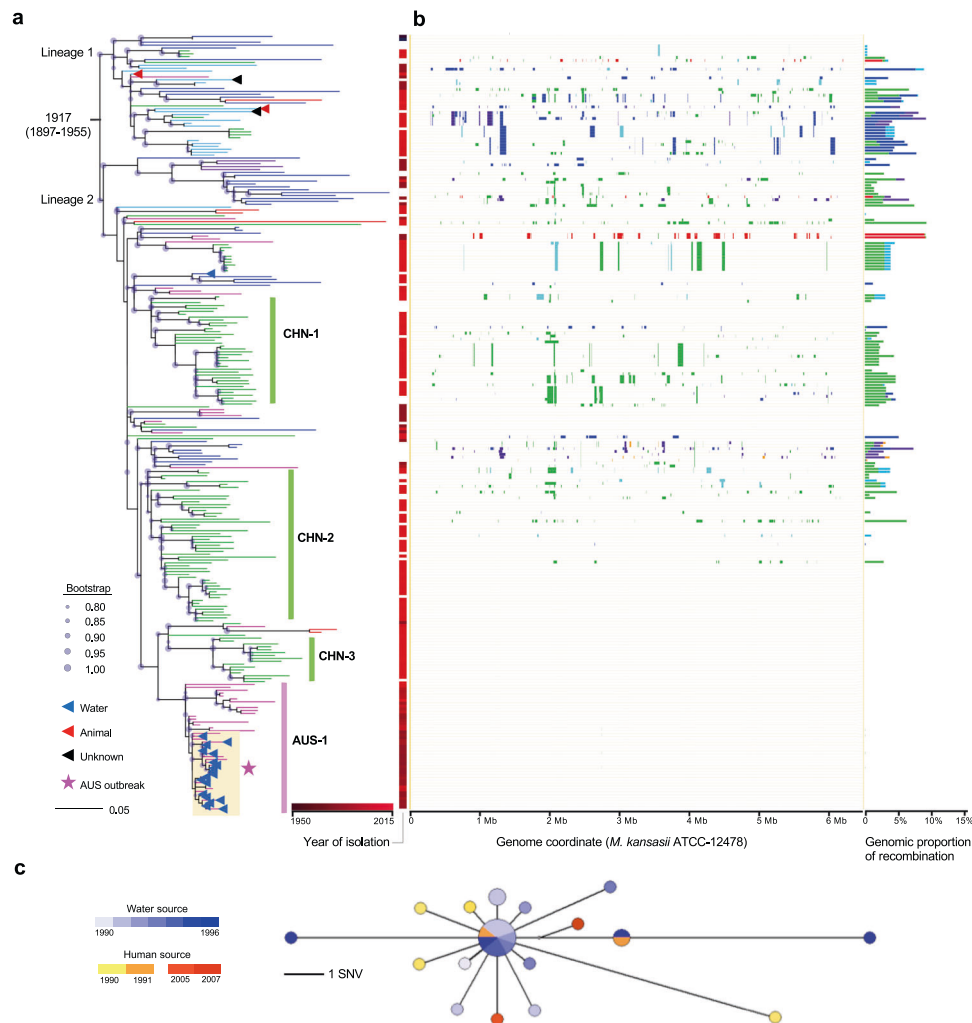 a
b
Lineage 1
1917
(1897-1955)
Lineage 2
CHN-1
CHN-2
CHN-3
AUS-1
Bootstrap
0.80
0.85
0.90
0.95
1.00
Water
Animal
Unknown
AUS outbreak
0.05
1950 2015
Year of isolation
0 1 Mb 2 Mb 3 Mb 4 Mb 5 Mb 6 Mb
Genome coordinate (M. kansasii ATCC-12478)
0 5% 10% 15%
Genomic proportion
of recombination
c
Water source
1990 1996
Human source
1990 1991 2005 2007
1 SNV